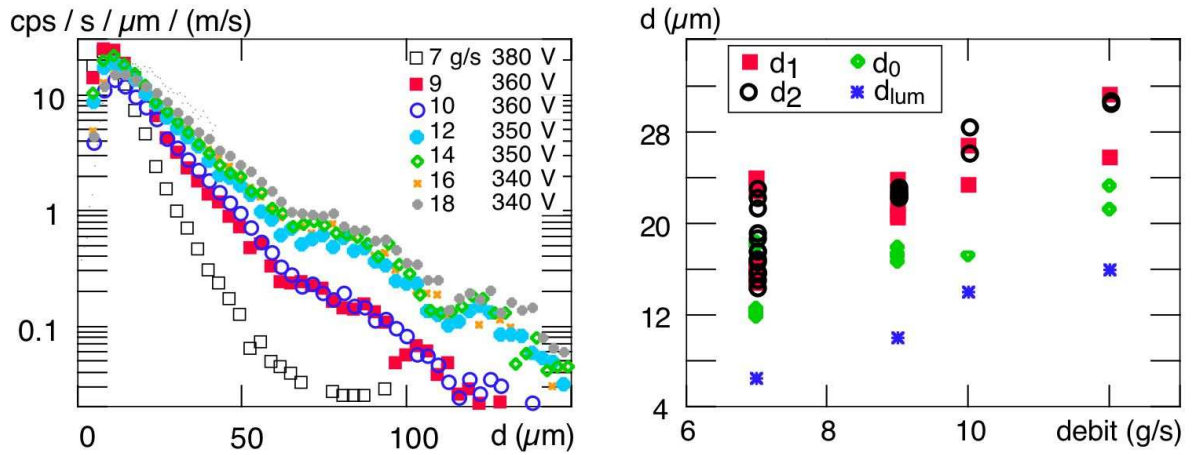 cps / s / µm / (m/s)
7 g/s 380 V
9 360 V
10 360 V
12 350 V
14 350 V
16 340 V
18 340 V
10
1
0.1
0 50 100 d (µm)
d (µm)
d1 d0
d2 dlum
28
20
12
4
6 8 10 debit (g/s)